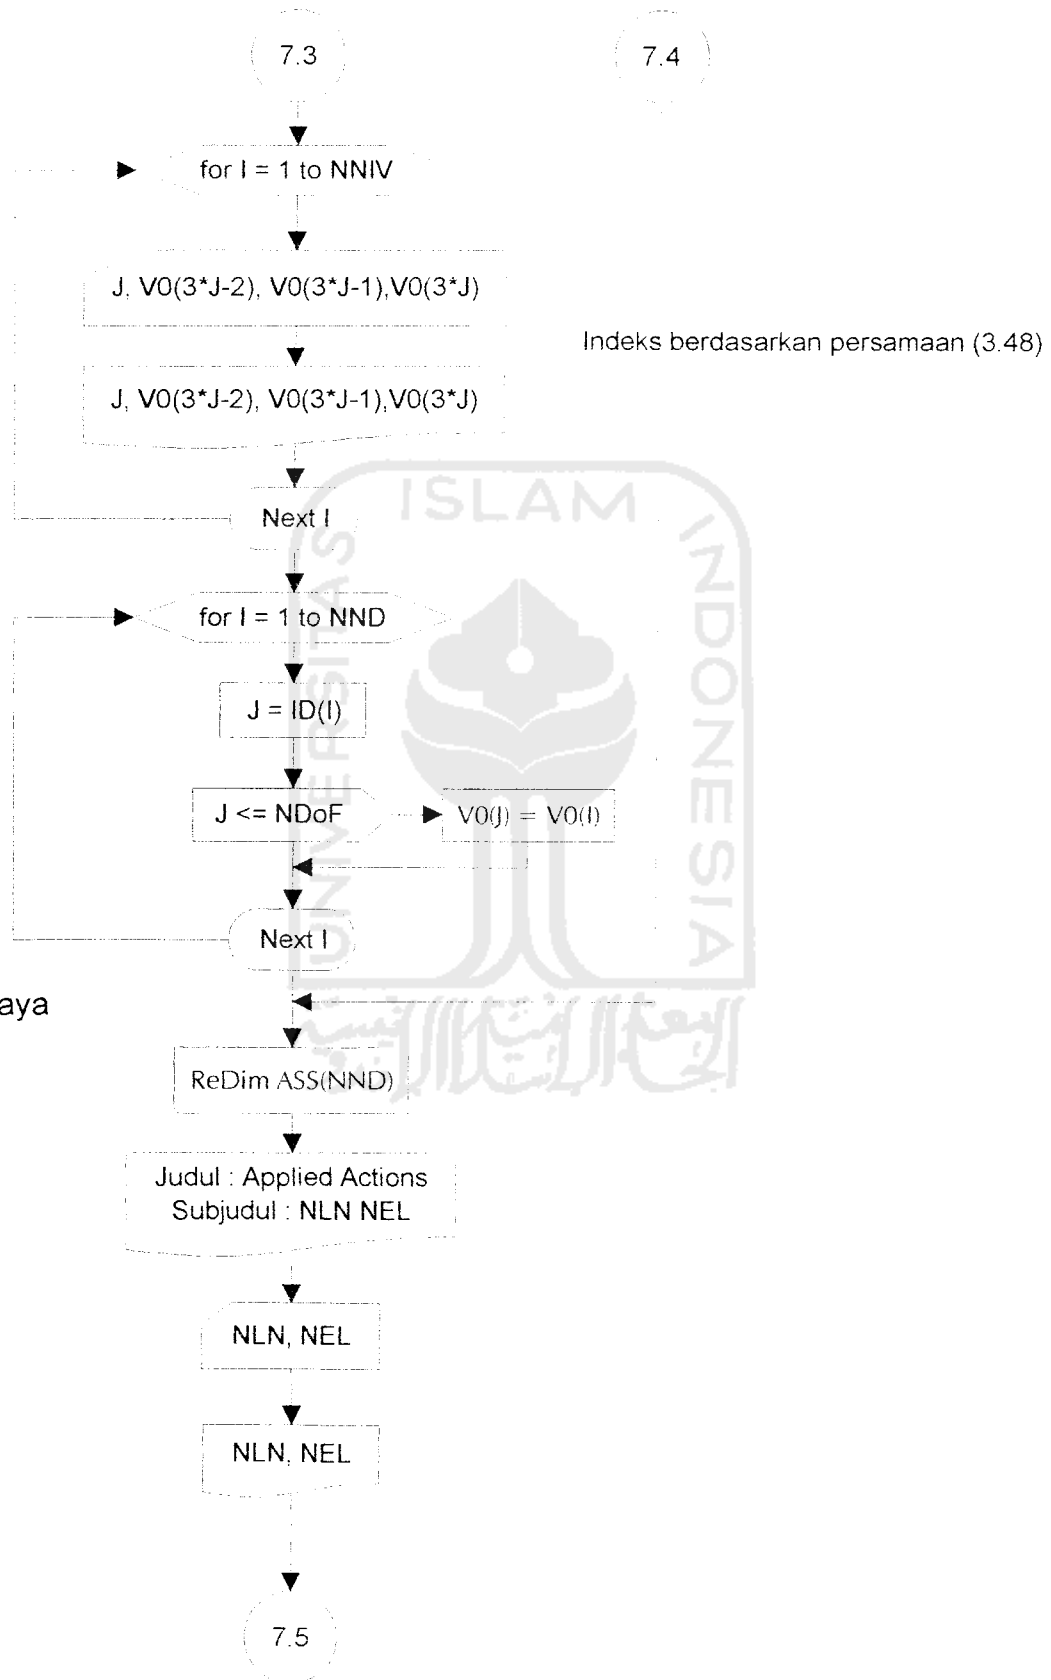 7.3
7.4
for I = 1 to NNIV
J, V0(3*J-2), V0(3*J-1),V0(3*J)
Indeks berdasarkan persamaan (3.48)
J, V0(3*J-2), V0(3*J-1),V0(3*J)
Next I
for I = 1 to NND
J = ID(I)
J <= NDoF
V0(J) = V0(I)
Next I
aya
ReDim ASS(NND)
Judul : Applied Actions
Subjudul : NLN NEL
NLN, NEL
NLN, NEL
7.5
UNIVERSITAS
ISLAM
INDONESIA